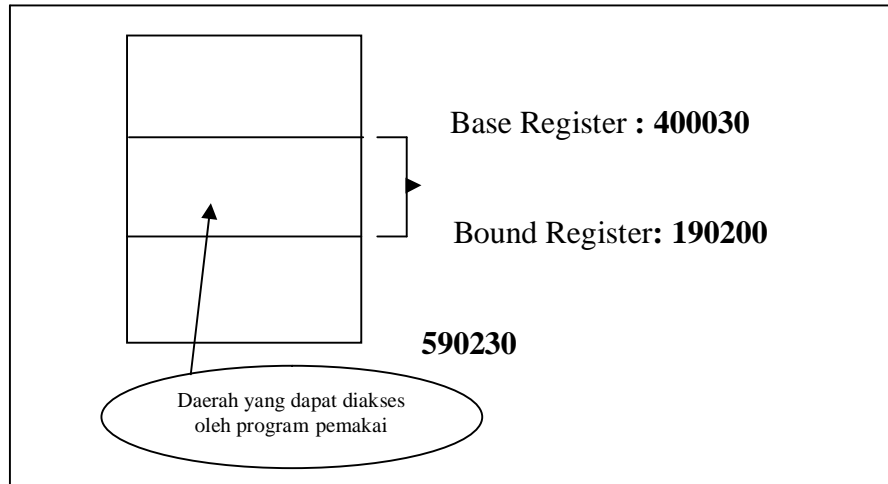 Base Register : 400030
Bound Register: 190200
590230
Daerah yang dapat diakses
oleh program pemakai